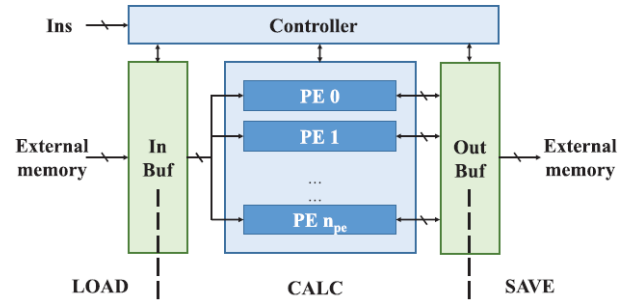 Ins
Controller
PE 0
PE 1
External
memory
In
Buf
Out
Buf
External
memory
...
...
PE npe
LOAD
CALC
SAVE